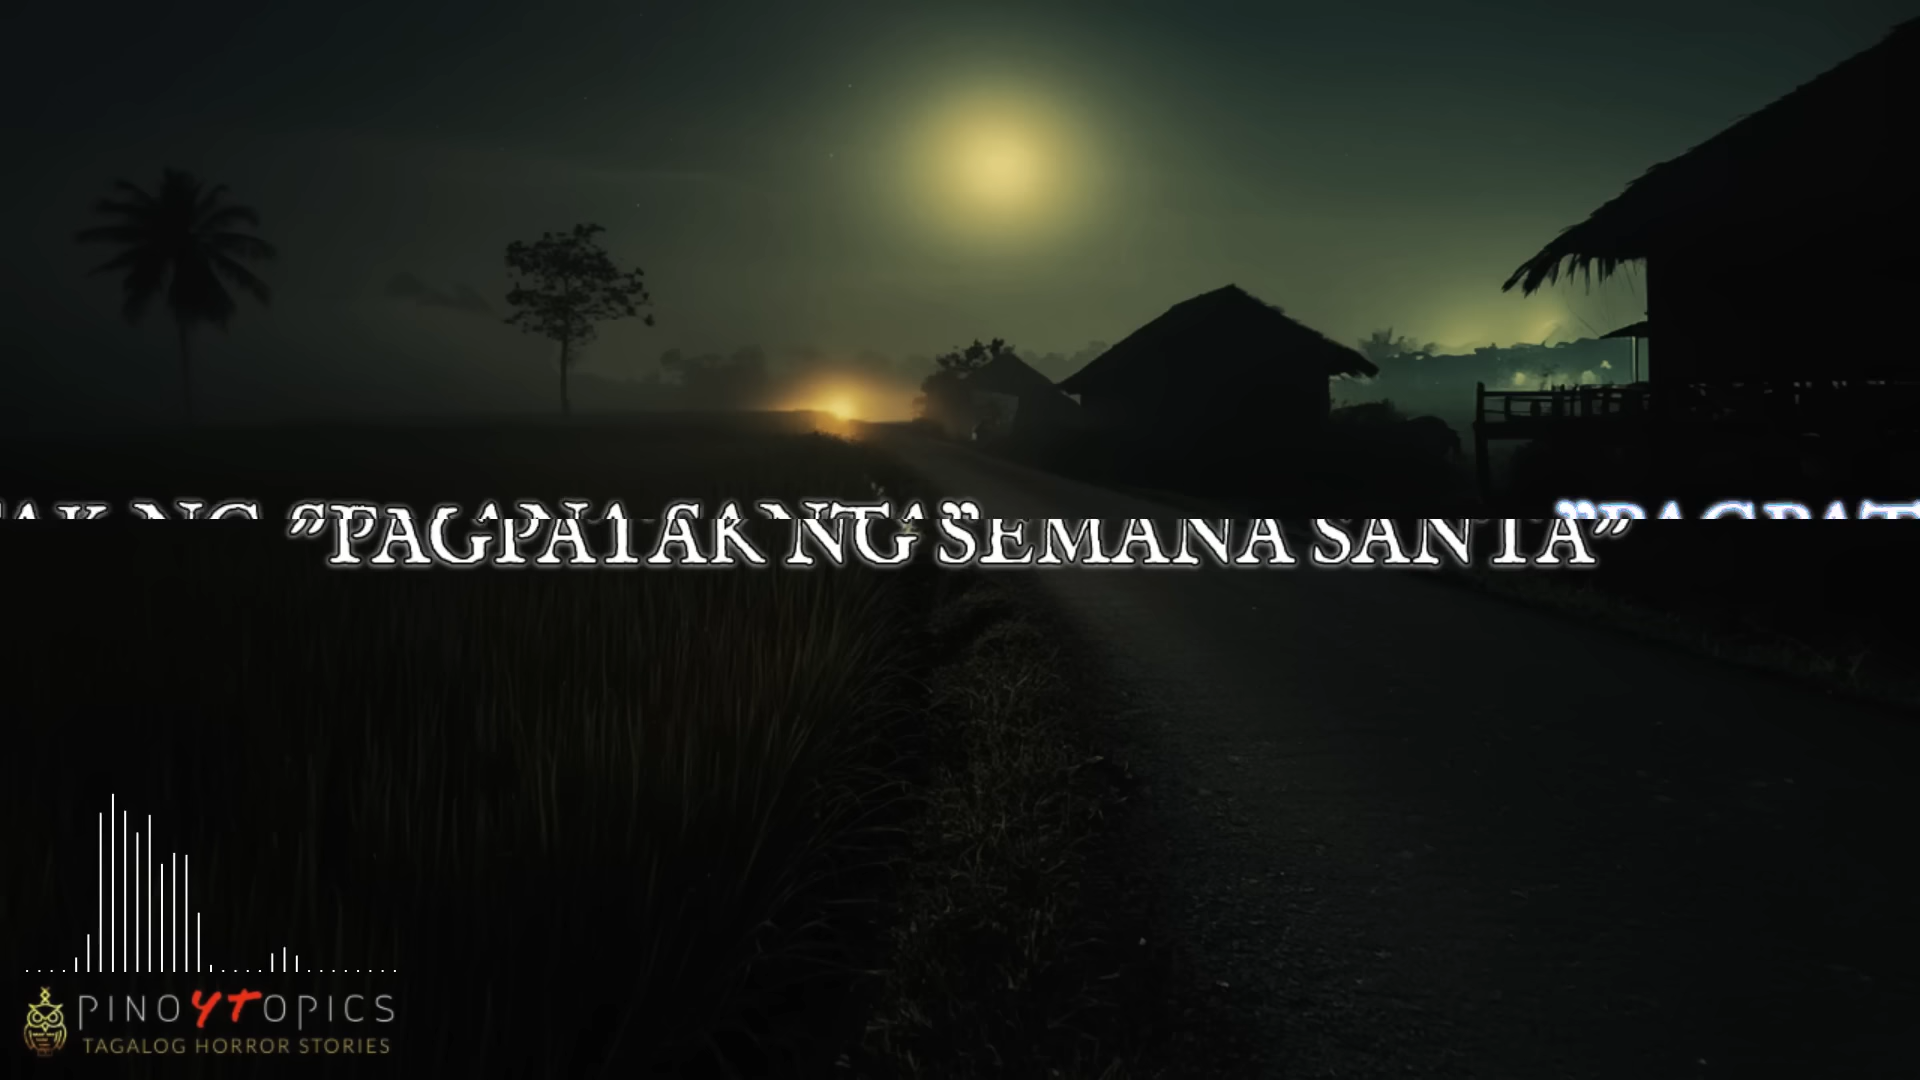 ”PAGPATAK NG SEMANA SANTA”
PINOYTOPICS
TAGALOG HORROR STORIES